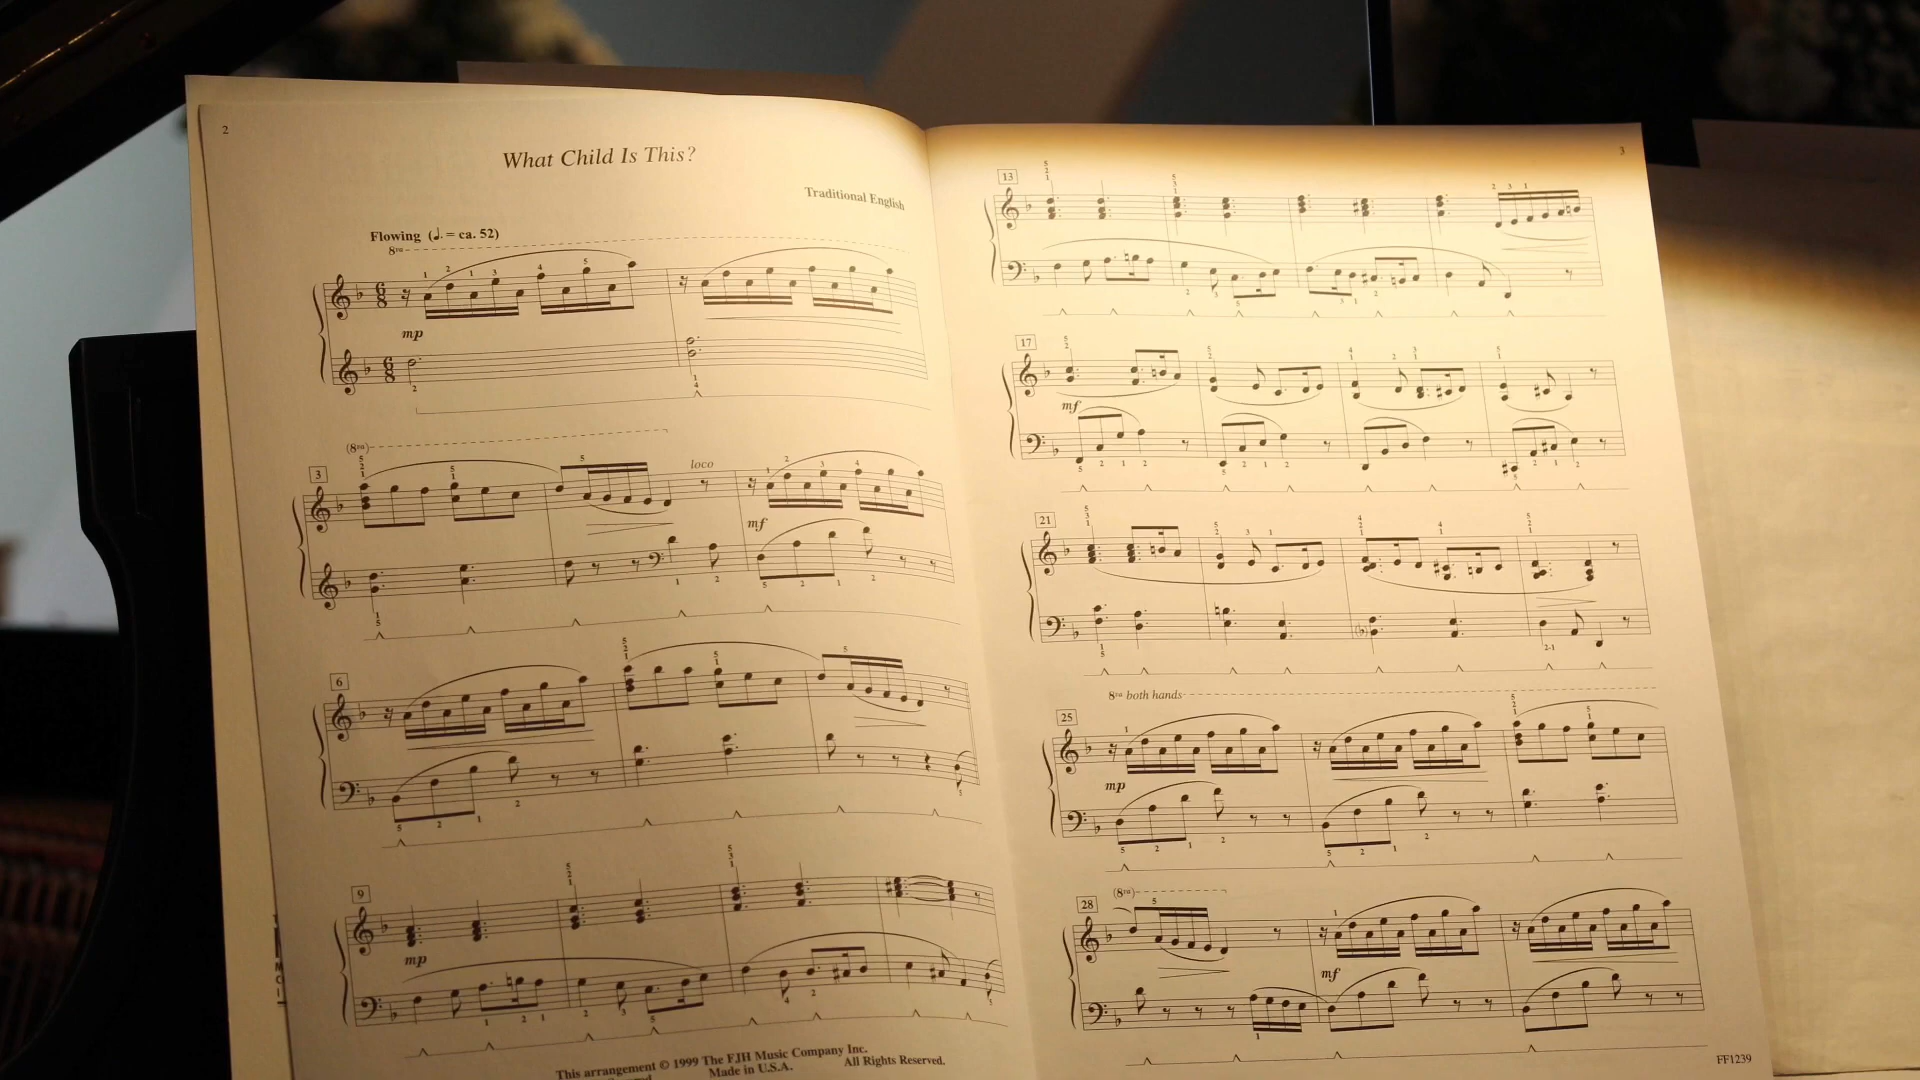 2
What Child Is This?
Traditional English
Flowing (♩. = ca. 52)
8va
mp
3
(8va)
loco
mf
6
9
mp
This arrangement © 1999 The FJH Music Company Inc.
Made in U.S.A. All Rights Reserved.
3
13
17
mf
21
25
8va both hands
mp
28
(8va)
mf
FF1239